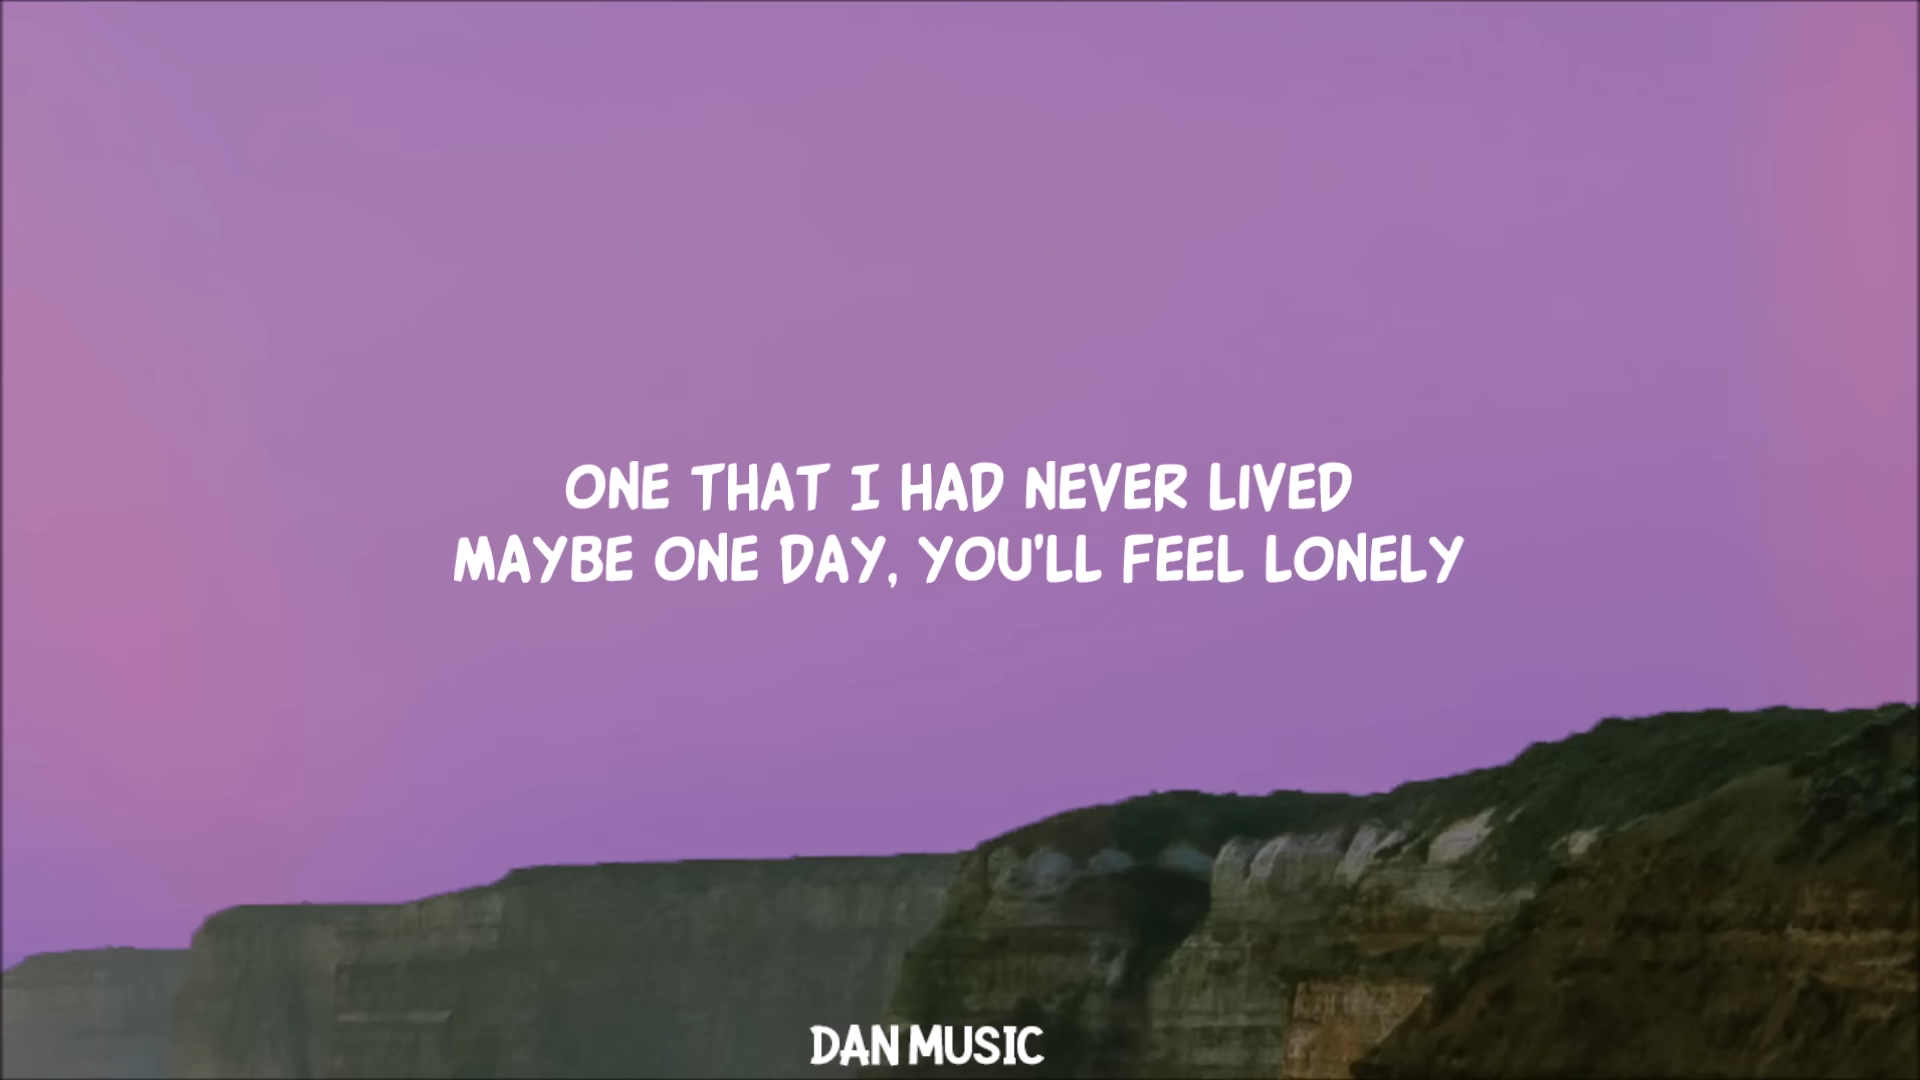 ONE THAT I HAD NEVER LIVED
MAYBE ONE DAY, YOU'LL FEEL LONELY
DAN MUSIC